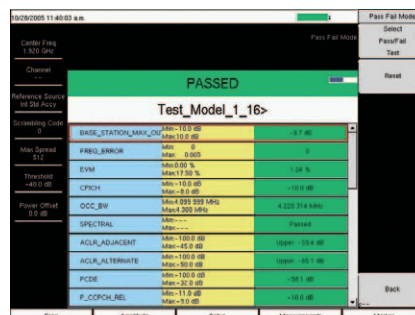 10/28/2005 11:40:03 a.m.
Pass Fail Mode
Center Freq
1.920 GHz
Pass Fail Mode
Select
Pass/Fail
Test
Channel
--
Reset
Reference Source
Int Std Accy
PASSED
Scrambling Code
0
Test_Model_1_16>
Max Spread
512
Threshold
-40.0 dB
Power Offset
0.0 dB
BASE_STATION_MAX_OU Min:-10.0 dB Max:10.0 dB -9.7 dB
FREQ_ERROR Min: 0 Max: 0.005 0
EVM Min:0.00 % Max:17.50 % 1.24 %
CPICH Min:-10.0 dB Max:-8.0 dB -10.0 dB
OCC_BW Min:4.099 999 MHz Max:4.300 MHz 4.220 314 MHz
SPECTRAL Min:--- Max:--- Passed
ACLR_ADJACENT Min:-100.0 dB Max:-45.0 dB Upper: -59.4 dB
ACLR_ALTERNATE Min:-100.0 dB Max:-50.0 dB Upper: -65.1 dB
PCDE Min:-100.0 dB Max:-32.0 dB -38.1 dB
P_CCPCH_REL Min:-11.0 dB Max:-9.0 dB -10.0 dB
Back